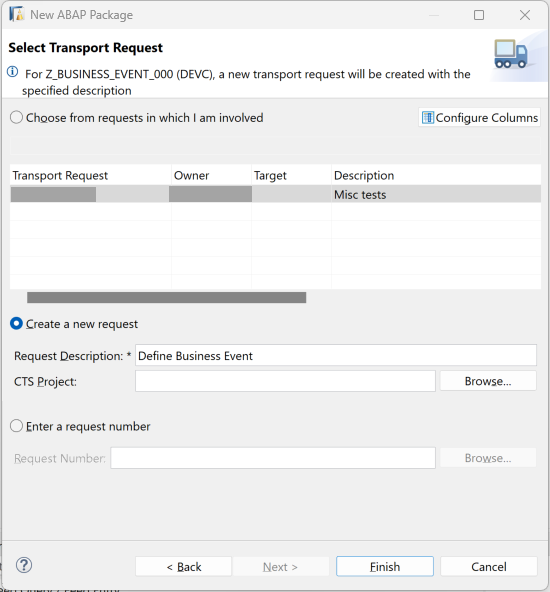 New ABAP Package
Select Transport Request
For Z_BUSINESS_EVENT_000 (DEVC), a new transport request will be created with the
specified description
Choose from requests in which I am involved
Configure Columns
Transport Request Owner Target Description
Misc tests
Create a new request
Request Description: * Define Business Event
CTS Project: Browse...
Enter a request number
Request Number: Browse...
< Back Next > Finish Cancel